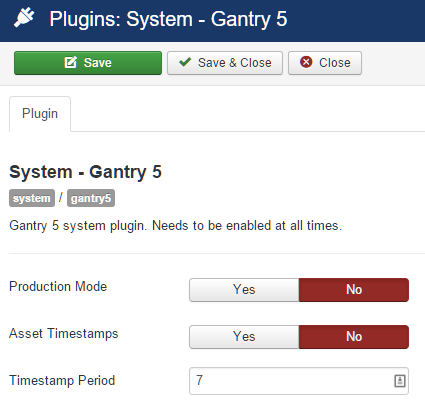 Plugins: System - Gantry 5
Save Save & Close Close
Plugin
System - Gantry 5
system / gantry5
Gantry 5 system plugin. Needs to be enabled at all times.
Production Mode Yes No
Asset Timestamps Yes No
Timestamp Period 7